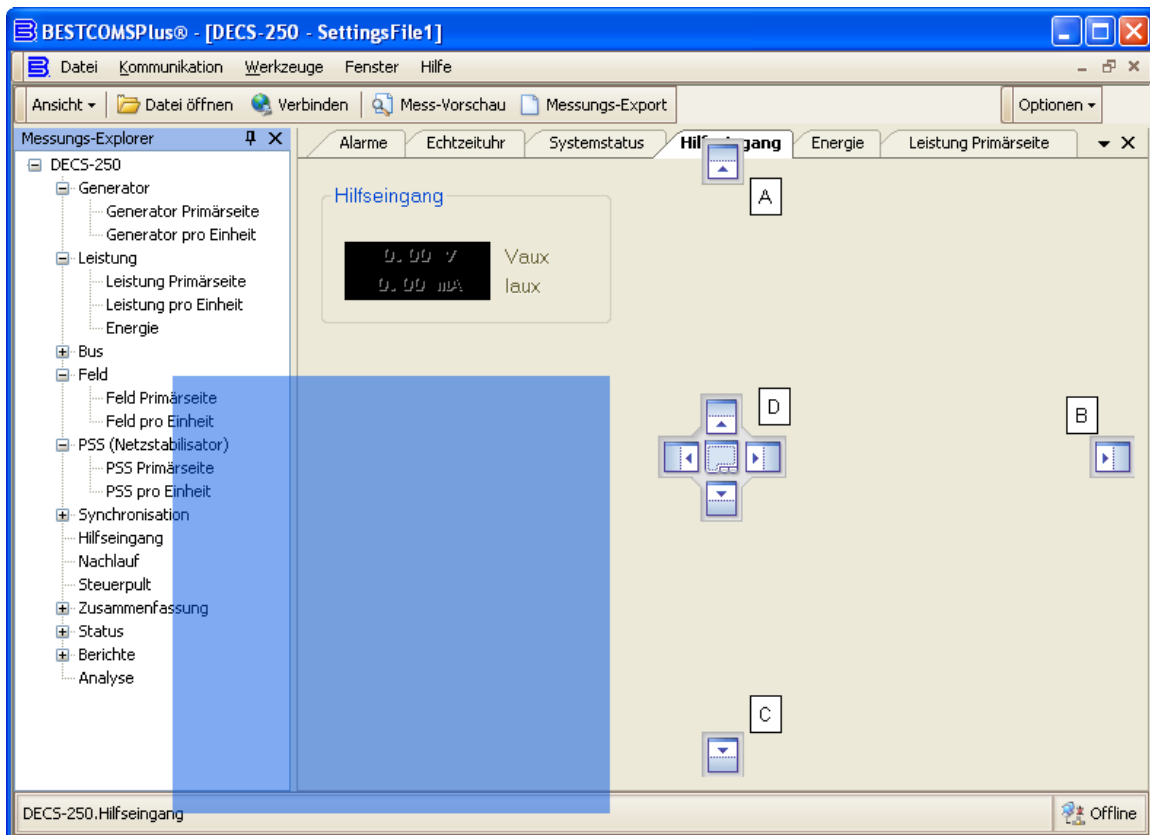 BESTCOMSPlus® - [DECS-250 - SettingsFile1]
Datei Kommunikation Werkzeuge Fenster Hilfe
Ansicht Datei öffnen Verbinden Mess-Vorschau Messungs-Export Optionen
Messungs-Explorer
Alarme Echtzeituhr Systemstatus Hilfseingang Energie Leistung Primärseite
DECS-250
Generator
Generator Primärseite
Generator pro Einheit
Leistung
Leistung Primärseite
Leistung pro Einheit
Energie
Bus
Feld
Feld Primärseite
Feld pro Einheit
PSS (Netzstabilisator)
PSS Primärseite
PSS pro Einheit
Synchronisation
Hilfseingang
Nachlauf
Steuerpult
Zusammenfassung
Status
Berichte
Analyse
Hilfseingang
0.00 V Vaux
0.00 mA Iaux
A
D
B
C
DECS-250.Hilfseingang Offline